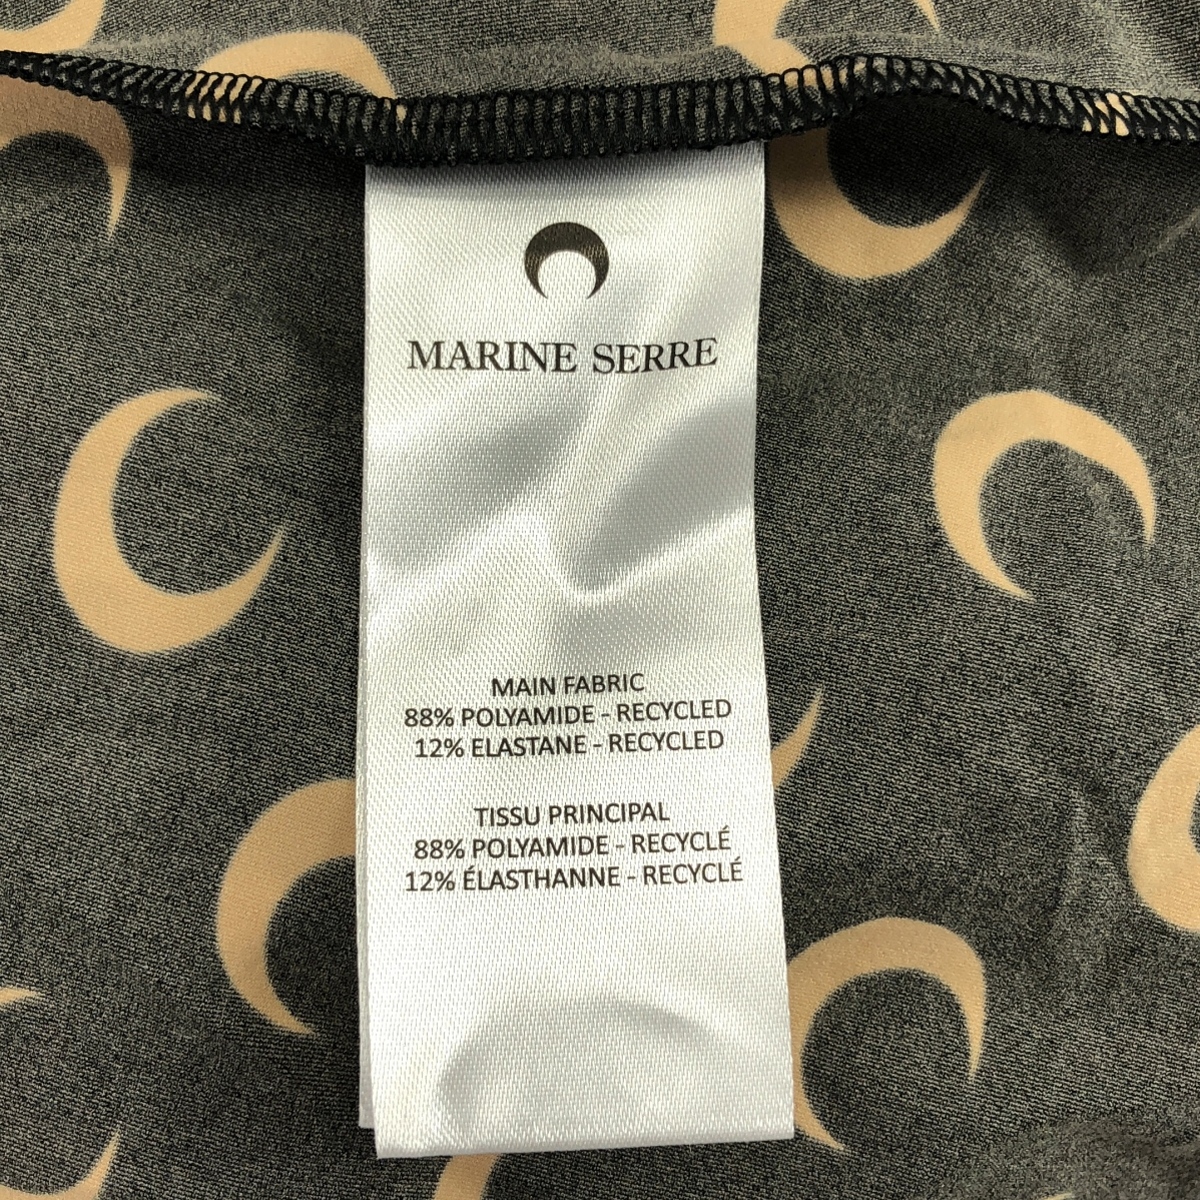 MARINE SERRE
MAIN FABRIC
88% POLYAMIDE - RECYCLED
12% ELASTANE - RECYCLED
TISSU PRINCIPAL
88% POLYAMIDE - RECYCLÉ
12% ÉLASTHANNE - RECYCLÉ